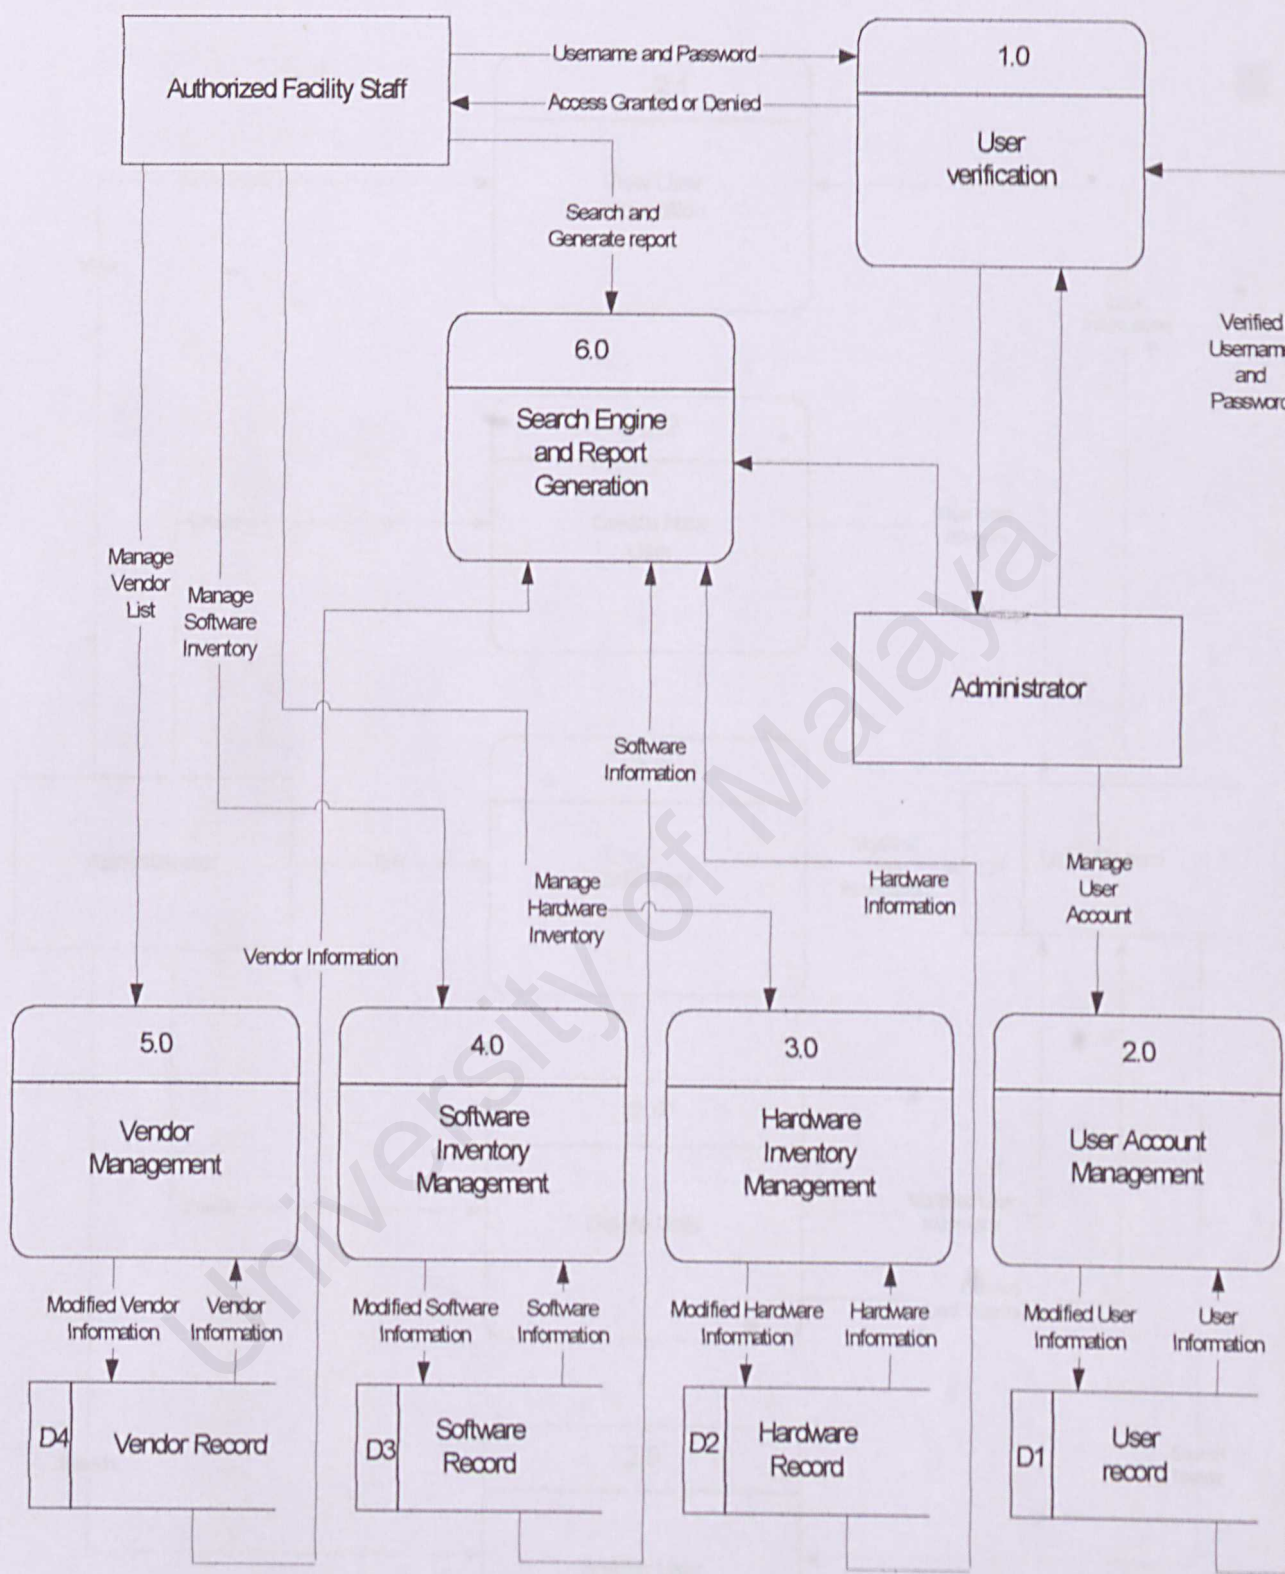 Authorized Facility Staff
Username and Password
Access Granted or Denied
1.0
User
verification
Search and
Generate report
Verified
Usernam
and
Password
6.0
Search Engine
and Report
Generation
Manage
Vendor
List
Manage
Software
Inventory
Administrator
Software
Information
Manage
Hardware
Inventory
Hardware
Information
Manage
User
Account
Vendor Information
5.0
Vendor
Management
4.0
Software
Inventory
Management
3.0
Hardware
Inventory
Management
2.0
User Account
Management
Modified Vendor
Information
Vendor
Information
Modified Software
Information
Software
Information
Modified Hardware
Information
Hardware
Information
Modified User
Information
User
Information
D4
Vendor Record
D3
Software
Record
D2
Hardware
Record
D1
User
record
University of Malaya